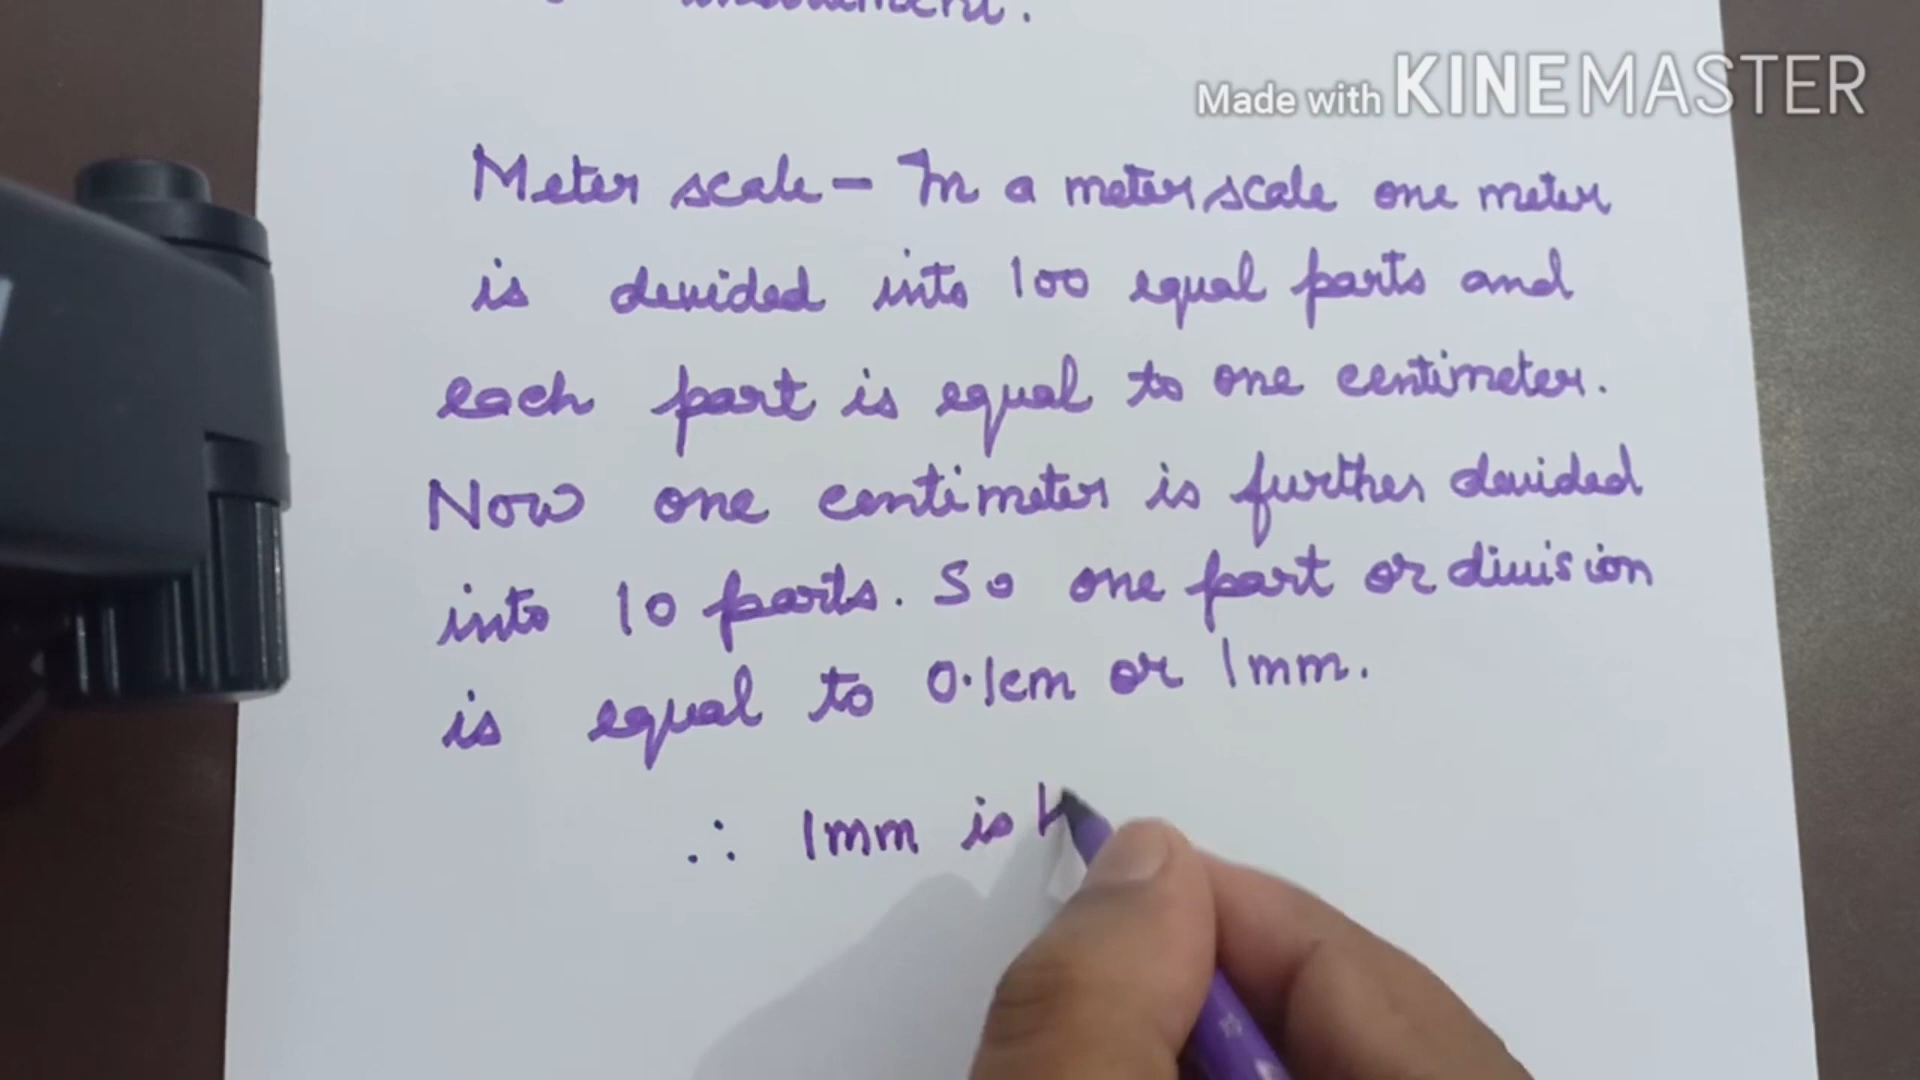 Made with KINEMASTER
Meter scale - In a meter scale one meter
is devided into 100 equal parts and
each part is equal to one centimeter.
Now one centimeter is further devided
into 10 parts. So one part or division
is equal to 0.1cm or 1mm.
∴ 1mm is